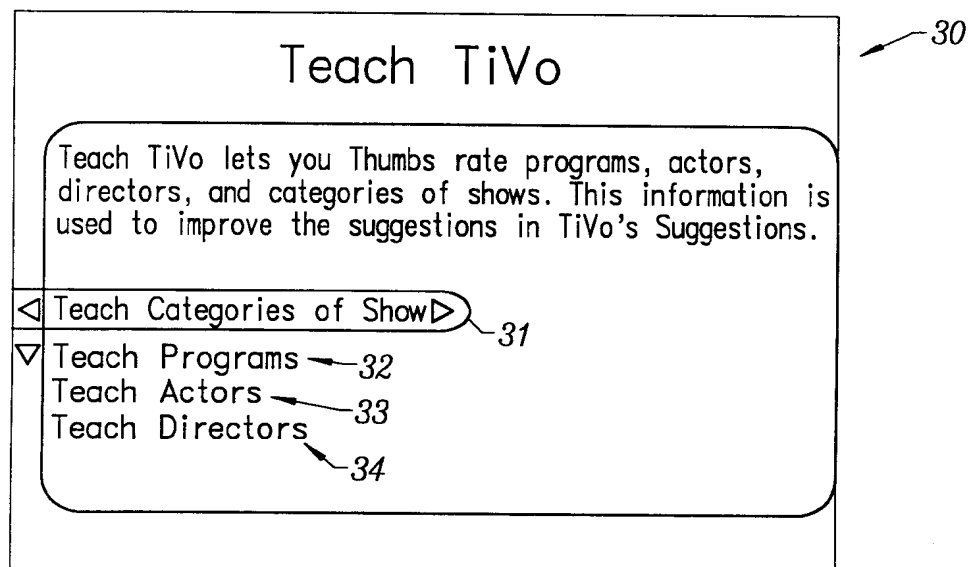 Teach TiVo
30
Teach TiVo lets you Thumbs rate programs, actors,
directors, and categories of shows. This information is
used to improve the suggestions in TiVo's Suggestions.
Teach Categories of Show
31
Teach Programs
32
Teach Actors
33
Teach Directors
34